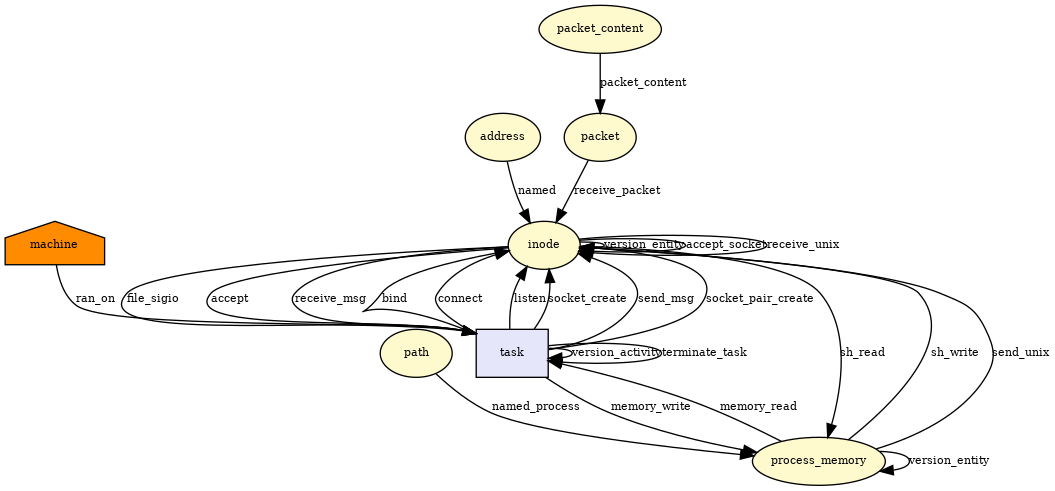 packet_content
packet_content
address
packet
named
receive_packet
machine
inode
version_entity
accept_socket
receive_unix
ran_on
file_sigio
accept
receive_msg
bind
connect
listen
socket_create
send_msg
socket_pair_create
path
task
version_activity
terminate_task
sh_read
sh_write
send_unix
named_process
memory_write
memory_read
process_memory
version_entity